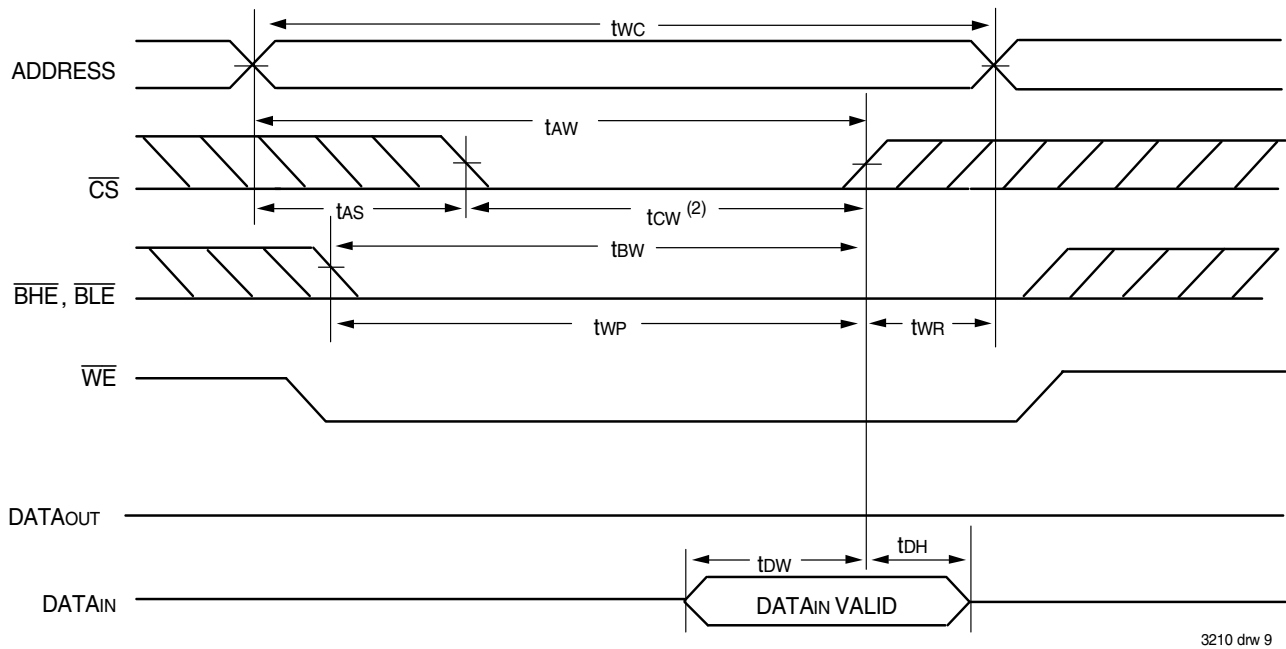 tWC
ADDRESS
tAW
CS
tAS
tCW (2)
tBW
BHE, BLE
tWP
tWR
WE
DATAOUT
tDW
tDH
DATAIN
DATAIN VALID
3210 drw 9